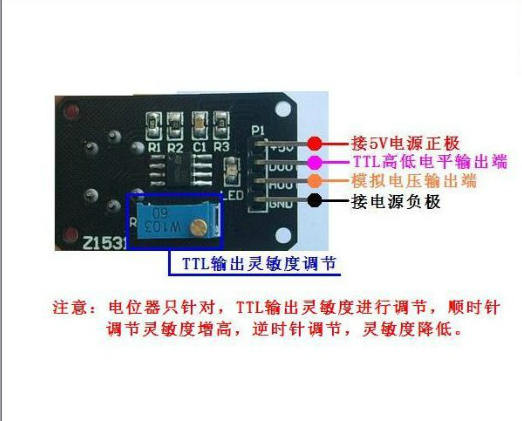 P1
R1 R2 C1 R3
+5V
接5V电源正极
DOU
TTL高低电平输出端
AOU
模拟电压输出端
LED
GND
接电源负极
W103
60
Z153
TTL输出灵敏度调节
注意：电位器只针对，TTL输出灵敏度进行调节，顺时针
调节灵敏度增高，逆时针调节，灵敏度降低。